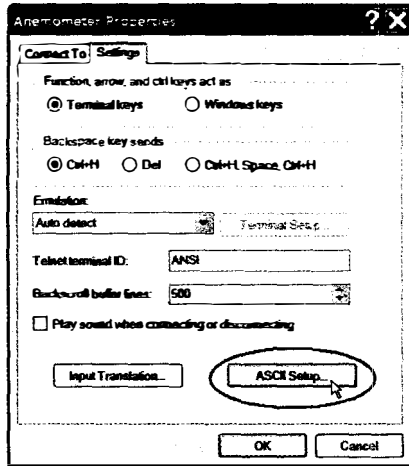 Anemometer Properties ? X
Connect To Settings
Function, arrow, and ctrl keys act as
Terminal keys Windows keys
Backspace key sends
Ctrl+H Del Ctrl+H, Space, Ctrl+H
Emulation:
Auto detect Terminal Setup...
Telnet terminal ID: ANSI
Backscroll buffer lines: 500
Play sound when connecting or disconnecting
Input Translation... ASCII Setup...
OK Cancel